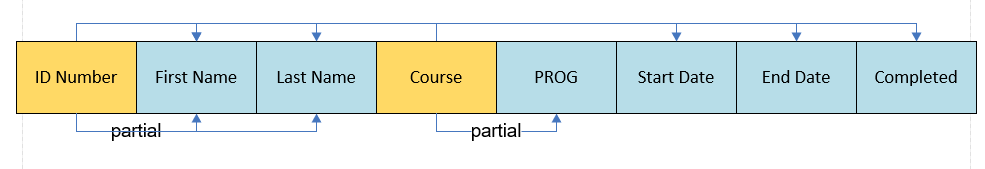 ID Number First Name Last Name Course PROG Start Date End Date Completed
partial partial